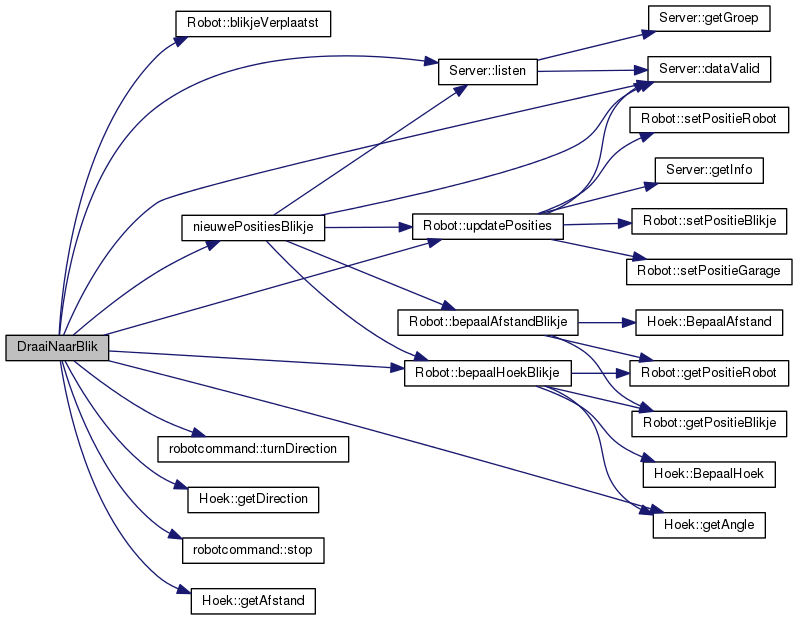 Robot::blikjeVerplaatst
Server::getGroep
Server::listen
Server::dataValid
Robot::setPositieRobot
Server::getInfo
nieuwePositiesBlikje
Robot::updatePosities
Robot::setPositieBlikje
Robot::setPositieGarage
Robot::bepaalAfstandBlikje
Hoek::BepaalAfstand
DraaiNaarBlik
Robot::bepaalHoekBlikje
Robot::getPositieRobot
Robot::getPositieBlikje
robotcommand::turnDirection
Hoek::BepaalHoek
Hoek::getDirection
Hoek::getAngle
robotcommand::stop
Hoek::getAfstand